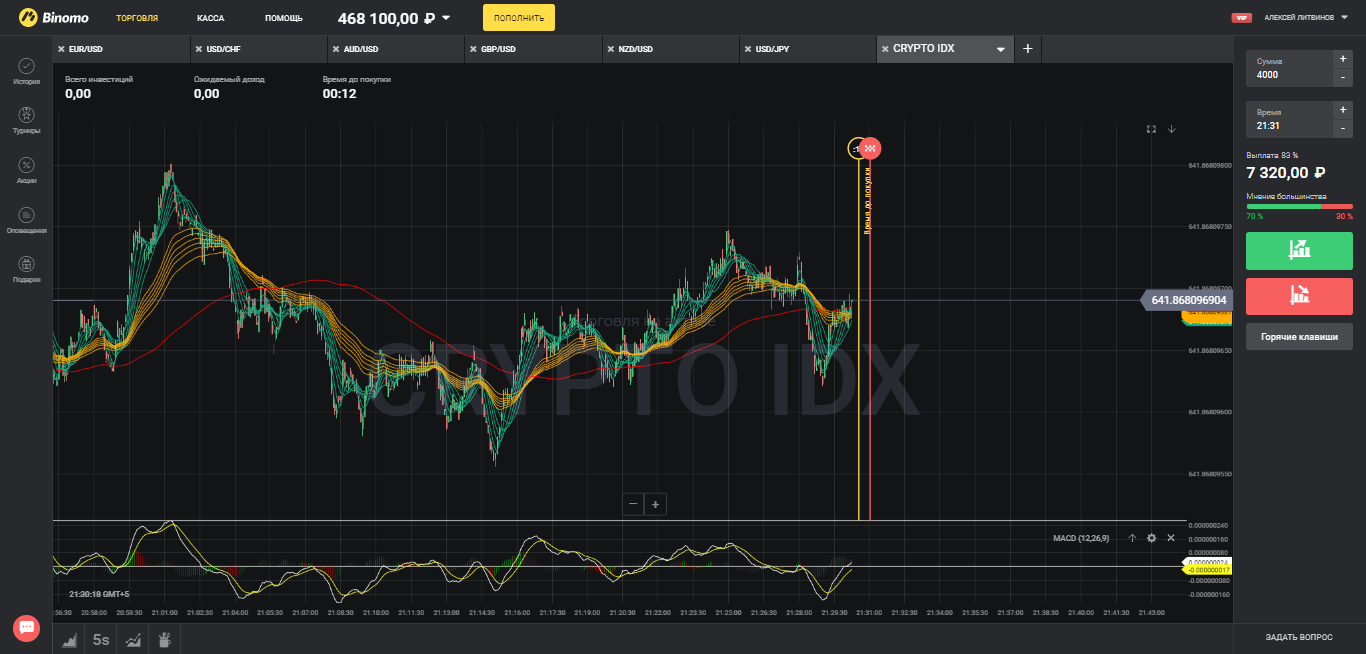 Binomo
ТОРГОВЛЯ
КАССА
ПОМОЩЬ
468 100,00 ₽
ПОПОЛНИТЬ
VIP
АЛЕКСЕЙ ЛИТВИНОВ
EUR/USD
USD/CHF
AUD/USD
GBP/USD
NZD/USD
USD/JPY
CRYPTO IDX
+
История
Турниры
Акции
Оповещения
Подарки
Всего инвестиций
0,00
Ожидаемый доход
0,00
Время до покупки
00:12
Время до покупки
CRYPTO IDX
641.86809800
641.86809750
641.868096904
641.86809650
641.86809600
641.86809550
− +
MACD (12,26,9)
0.000000240
0.000000160
0.000000080
0.000000024
-0.000000017
-0.000000080
-0.000000160
21:30:18 GMT+5
:56:30 20:58:00 20:59:30 21:01:00 21:02:30 21:04:00 21:05:30 21:07:00 21:08:30 21:10:00 21:11:30 21:13:00 21:14:30 21:16:00 21:17:30 21:19:00 21:20:30 21:22:00 21:23:30 21:25:00 21:26:30 21:28:00 21:29:30 21:31:00 21:32:30 21:34:00 21:35:30 21:37:00 21:38:30 21:40:00 21:41:30 21:43:00
5s
Сумма
4000
+
-
Время
21:31
+
-
Выплата 83 %
7 320,00 ₽
Мнение большинства
70 % 30 %
Горячие клавиши
ЗАДАТЬ ВОПРОС